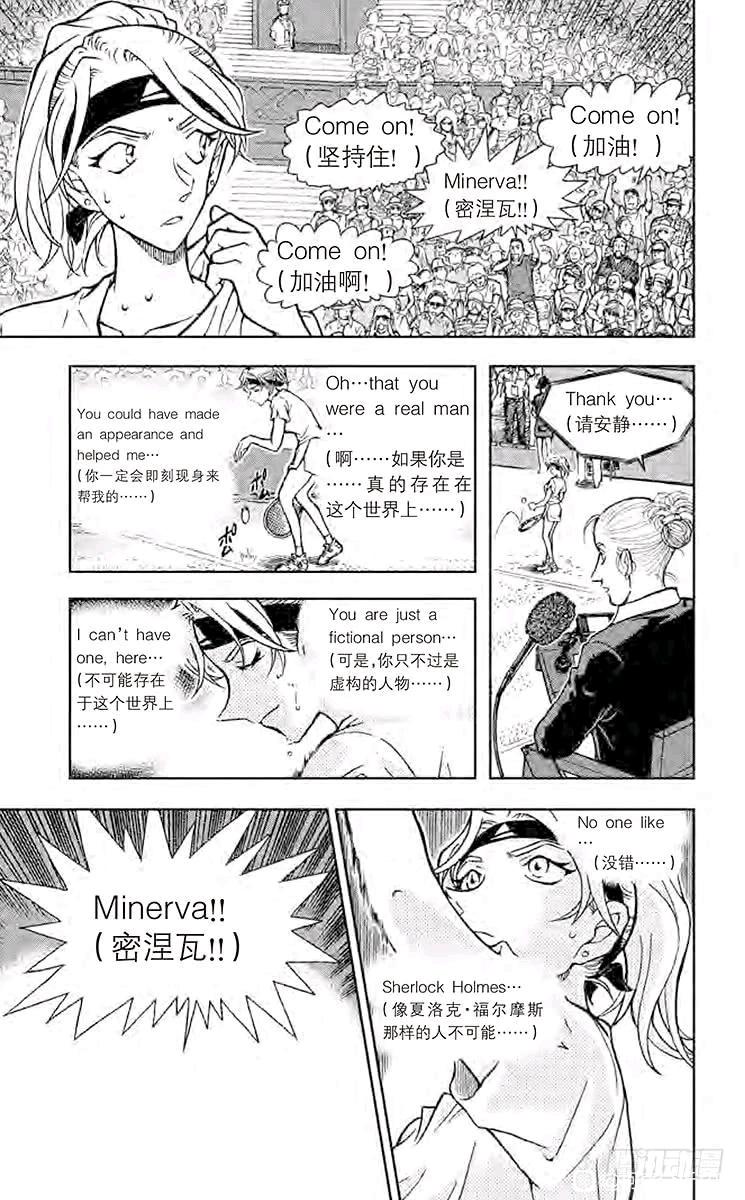 Come on!
(加油! )
Come on!
(坚持住! )
Minerva!!
(密涅瓦!!)
Come on!
(加油啊! )
Thank you…
(请安静……)
Oh…that you
were a real man
…
(啊……如果你是
……真的存在在
这个世界上……)
You could have made
an appearance and
helped me…
(你一定会即刻现身来
帮我的……)
You are just a
fictional person…
(可是,你只不过是
虚构的人物……)
I can't have
one, here…
(不可能存在
于这个世界上
……)
No one like
…
(没错……)
Sherlock Holmes…
(像夏洛克·福尔摩斯
那样的人不可能……)
Minerva!!
(密涅瓦!!)